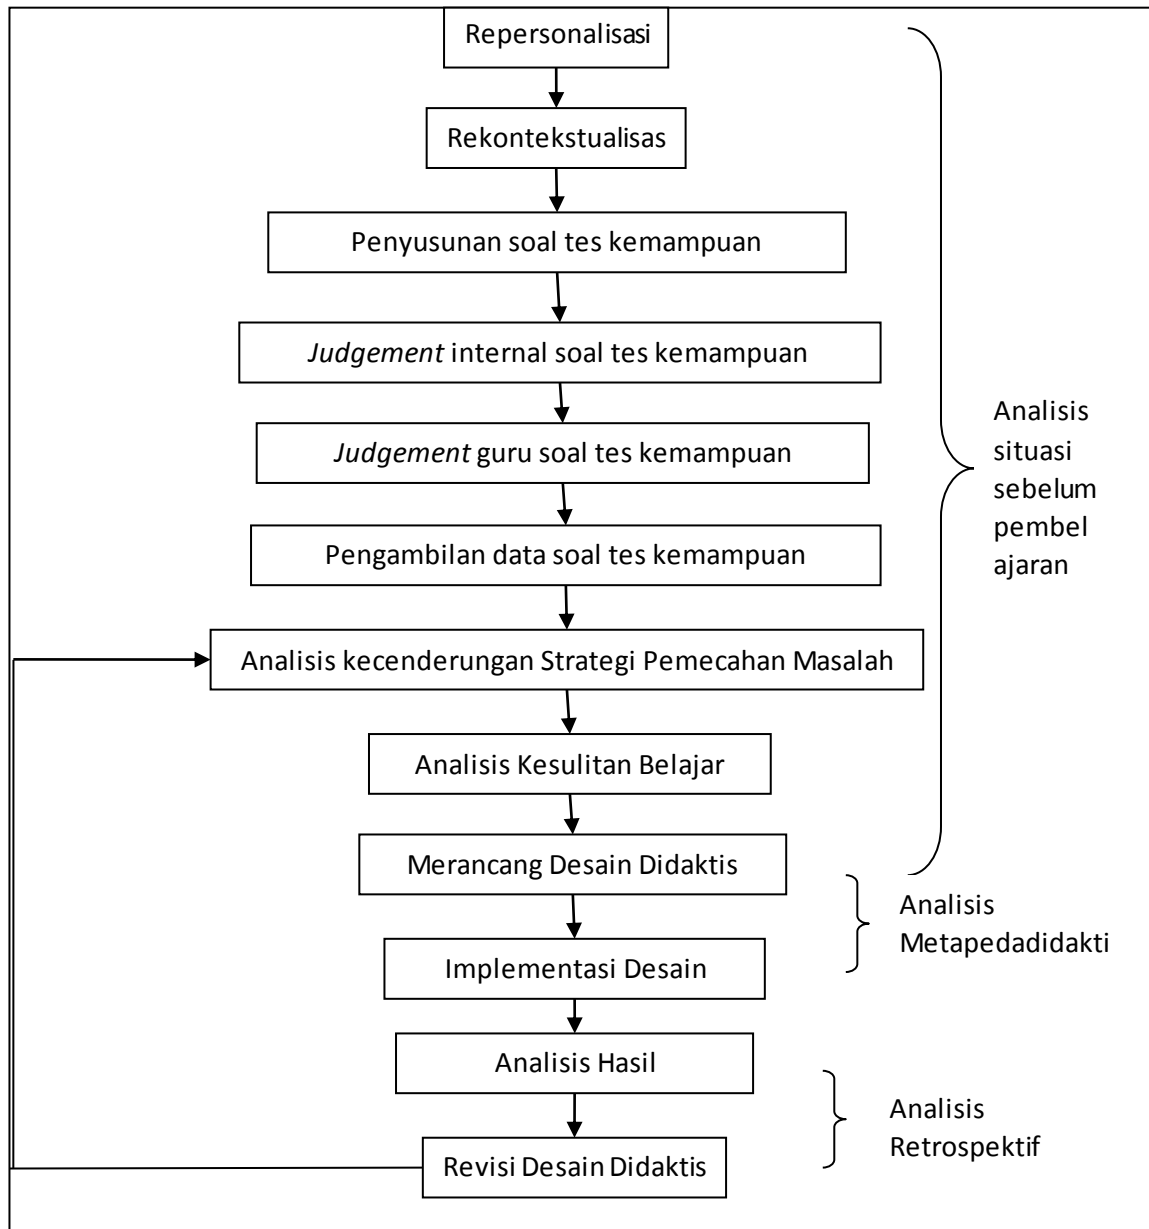 Repersonalisasi
Rekontekstualisas
Penyusunan soal tes kemampuan
Judgement internal soal tes kemampuan
Judgement guru soal tes kemampuan
Pengambilan data soal tes kemampuan
Analisis kecenderungan Strategi Pemecahan Masalah
Analisis Kesulitan Belajar
Merancang Desain Didaktis
Implementasi Desain
Analisis Hasil
Revisi Desain Didaktis
Analisis
situasi
sebelum
pembel
ajaran
Analisis
Metapedadidakti
Analisis
Retrospektif